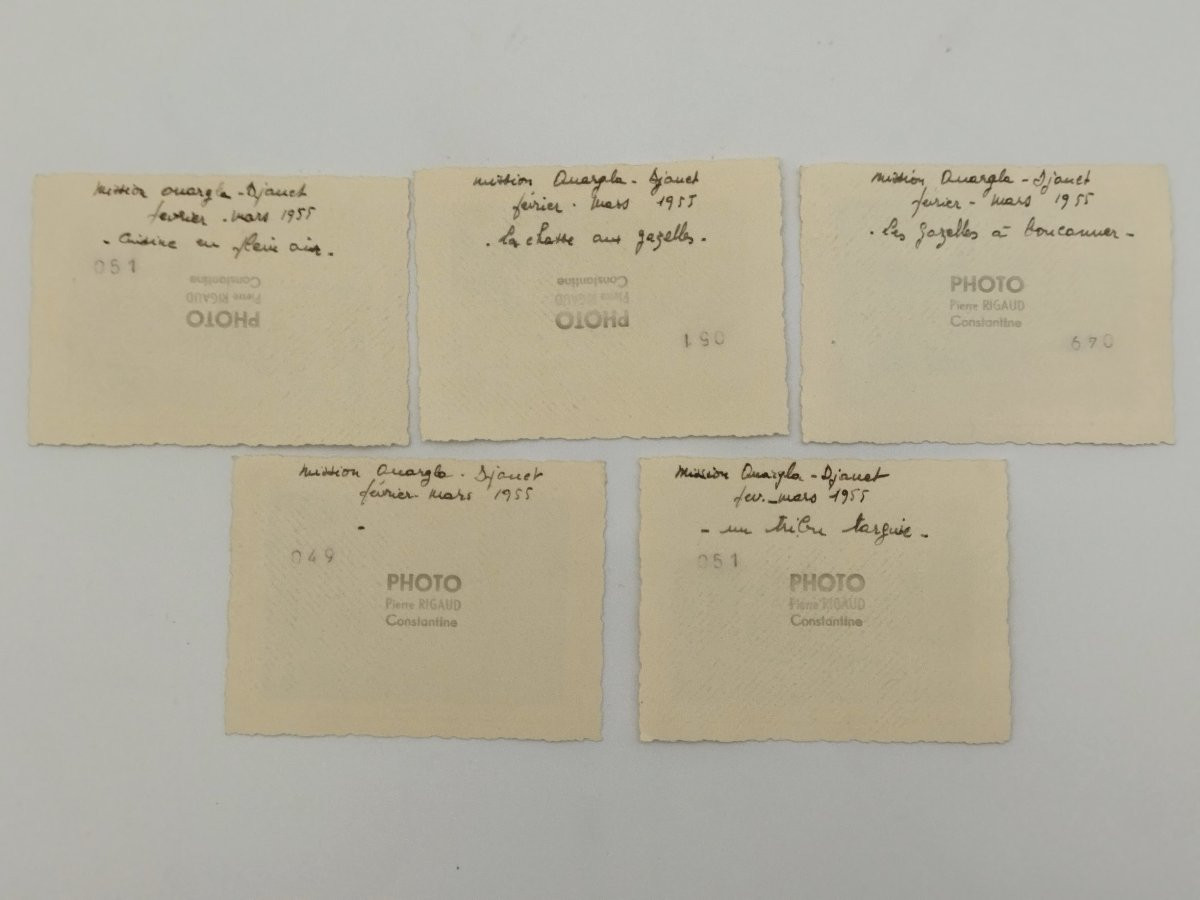 mission Ouargla - Djanet
fevrier - mars 1955
- Cuisine en plein air.
051
Constantine
Pierre RIGAUD
PHOTO
mission Ouargla - Djanet
février - mars 1955
. La chasse aux gazelles.
Constantine
Pierre RIGAUD
PHOTO
051
mission Ouargla - Djanet
février - mars 1955
. Les gazelles à boucanner -
PHOTO
Pierre RIGAUD
Constantine
049
mission Ouargla - Djanet
février - mars 1955
-
049
PHOTO
Pierre RIGAUD
Constantine
mission Ouargla - Djanet
fev. - mars 1955
- un tribu targuie -
051
PHOTO
Pierre RIGAUD
Constantine